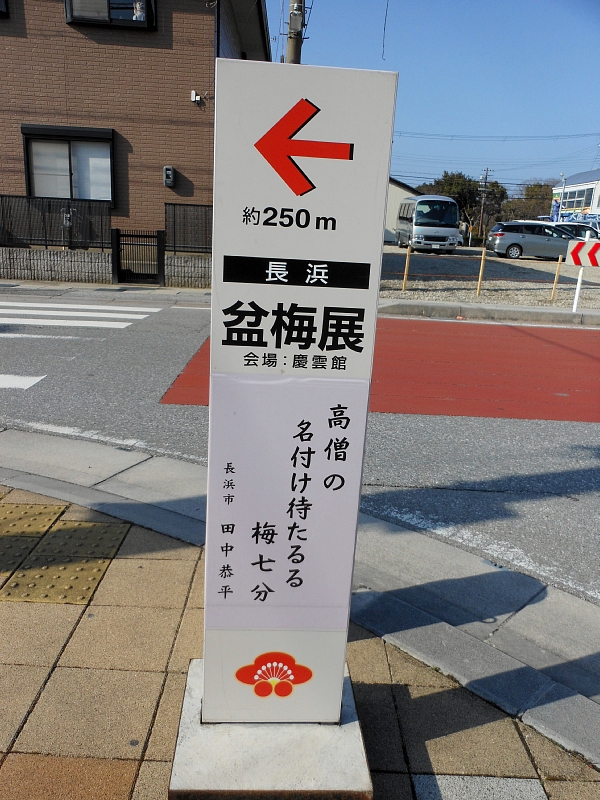 約250m
長浜
盆梅展
会場：慶雲館
高僧の
名付け待たるる
梅七分
長浜市 田中恭平